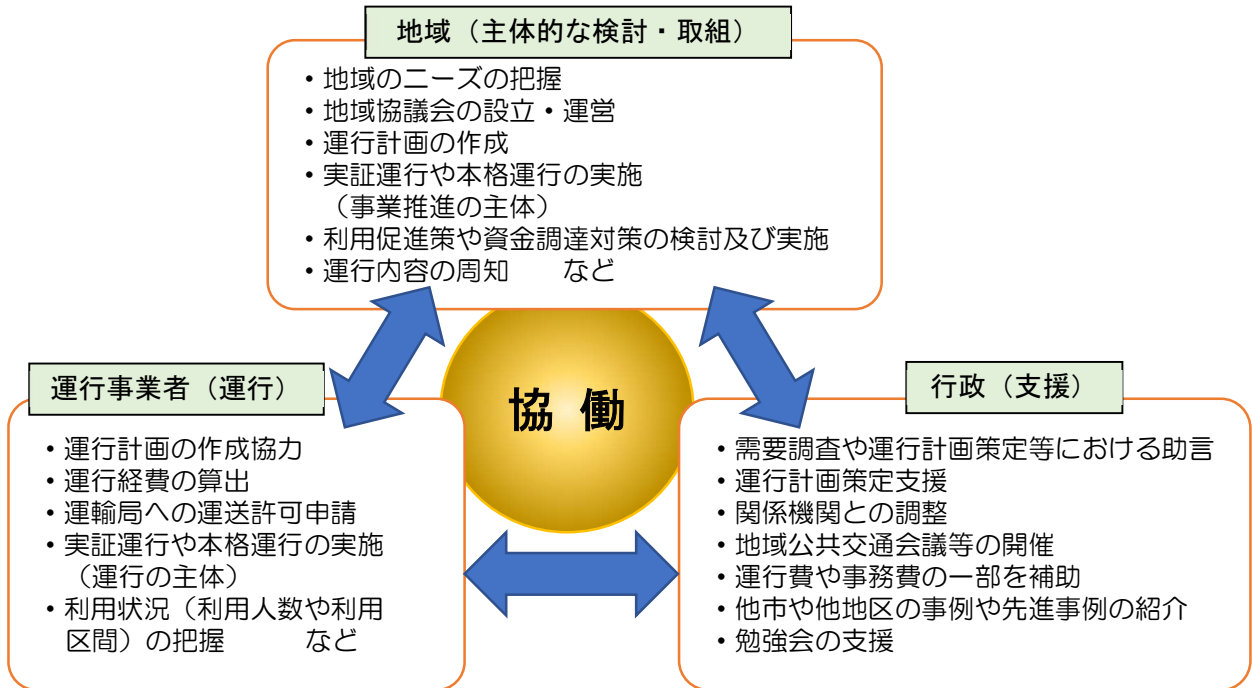 地域（主体的な検討・取組）
・地域のニーズの把握
・地域協議会の設立・運営
・運行計画の作成
・実証運行や本格運行の実施
（事業推進の主体）
・利用促進策や資金調達対策の検討及び実施
・運行内容の周知　　など
協 働
運行事業者（運行）
・運行計画の作成協力
・運行経費の算出
・運輸局への運送許可申請
・実証運行や本格運行の実施
（運行の主体）
・利用状況（利用人数や利用
区間）の把握　　　など
行政（支援）
・需要調査や運行計画策定等における助言
・運行計画策定支援
・関係機関との調整
・地域公共交通会議等の開催
・運行費や事務費の一部を補助
・他市や他地区の事例や先進事例の紹介
・勉強会の支援